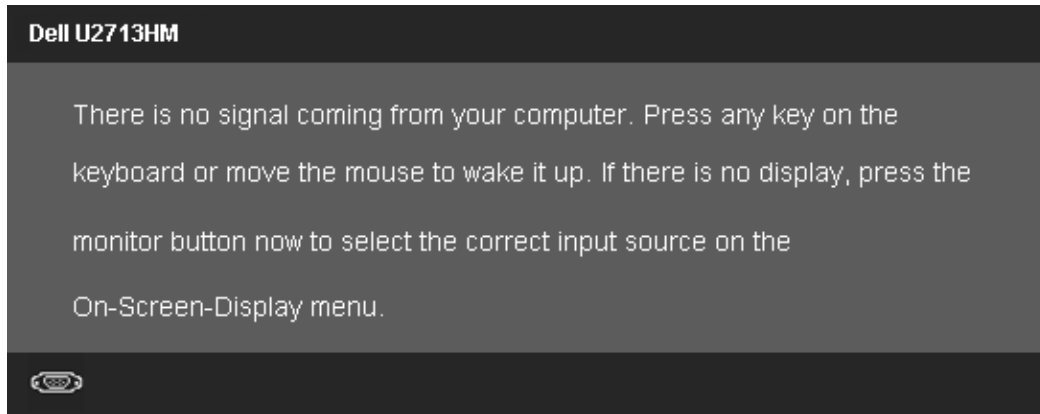 Dell U2713HM
There is no signal coming from your computer. Press any key on the
keyboard or move the mouse to wake it up. If there is no display, press the
monitor button now to select the correct input source on the
On-Screen-Display menu.